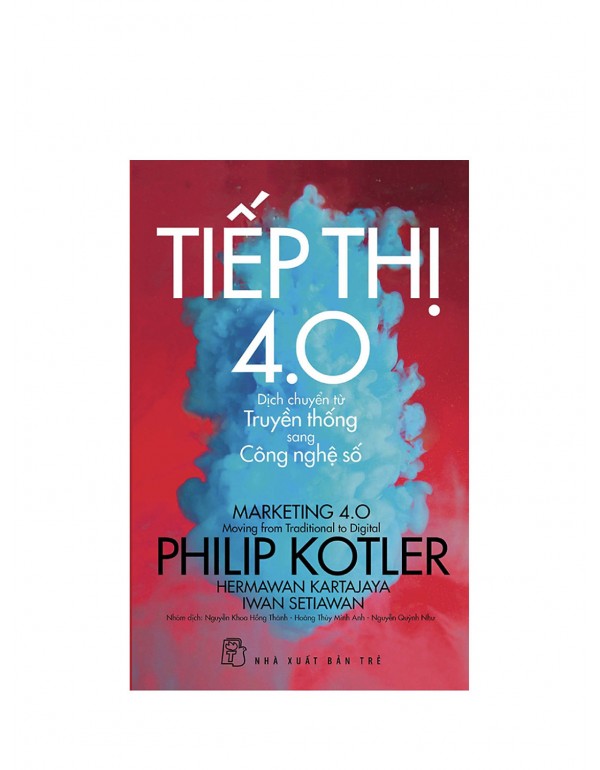 TIẾP THỊ
4.0
Dịch chuyển từ
Truyền thống
sang
Công nghệ số
MARKETING 4.0
Moving from Traditional to Digital
PHILIP KOTLER
HERMAWAN KARTAJAYA
IWAN SETIAWAN
Nhóm dịch: Nguyễn Khoa Hồng Thành - Hoàng Thùy Minh Anh - Nguyễn Quỳnh Như
NHÀ XUẤT BẢN TRẺ